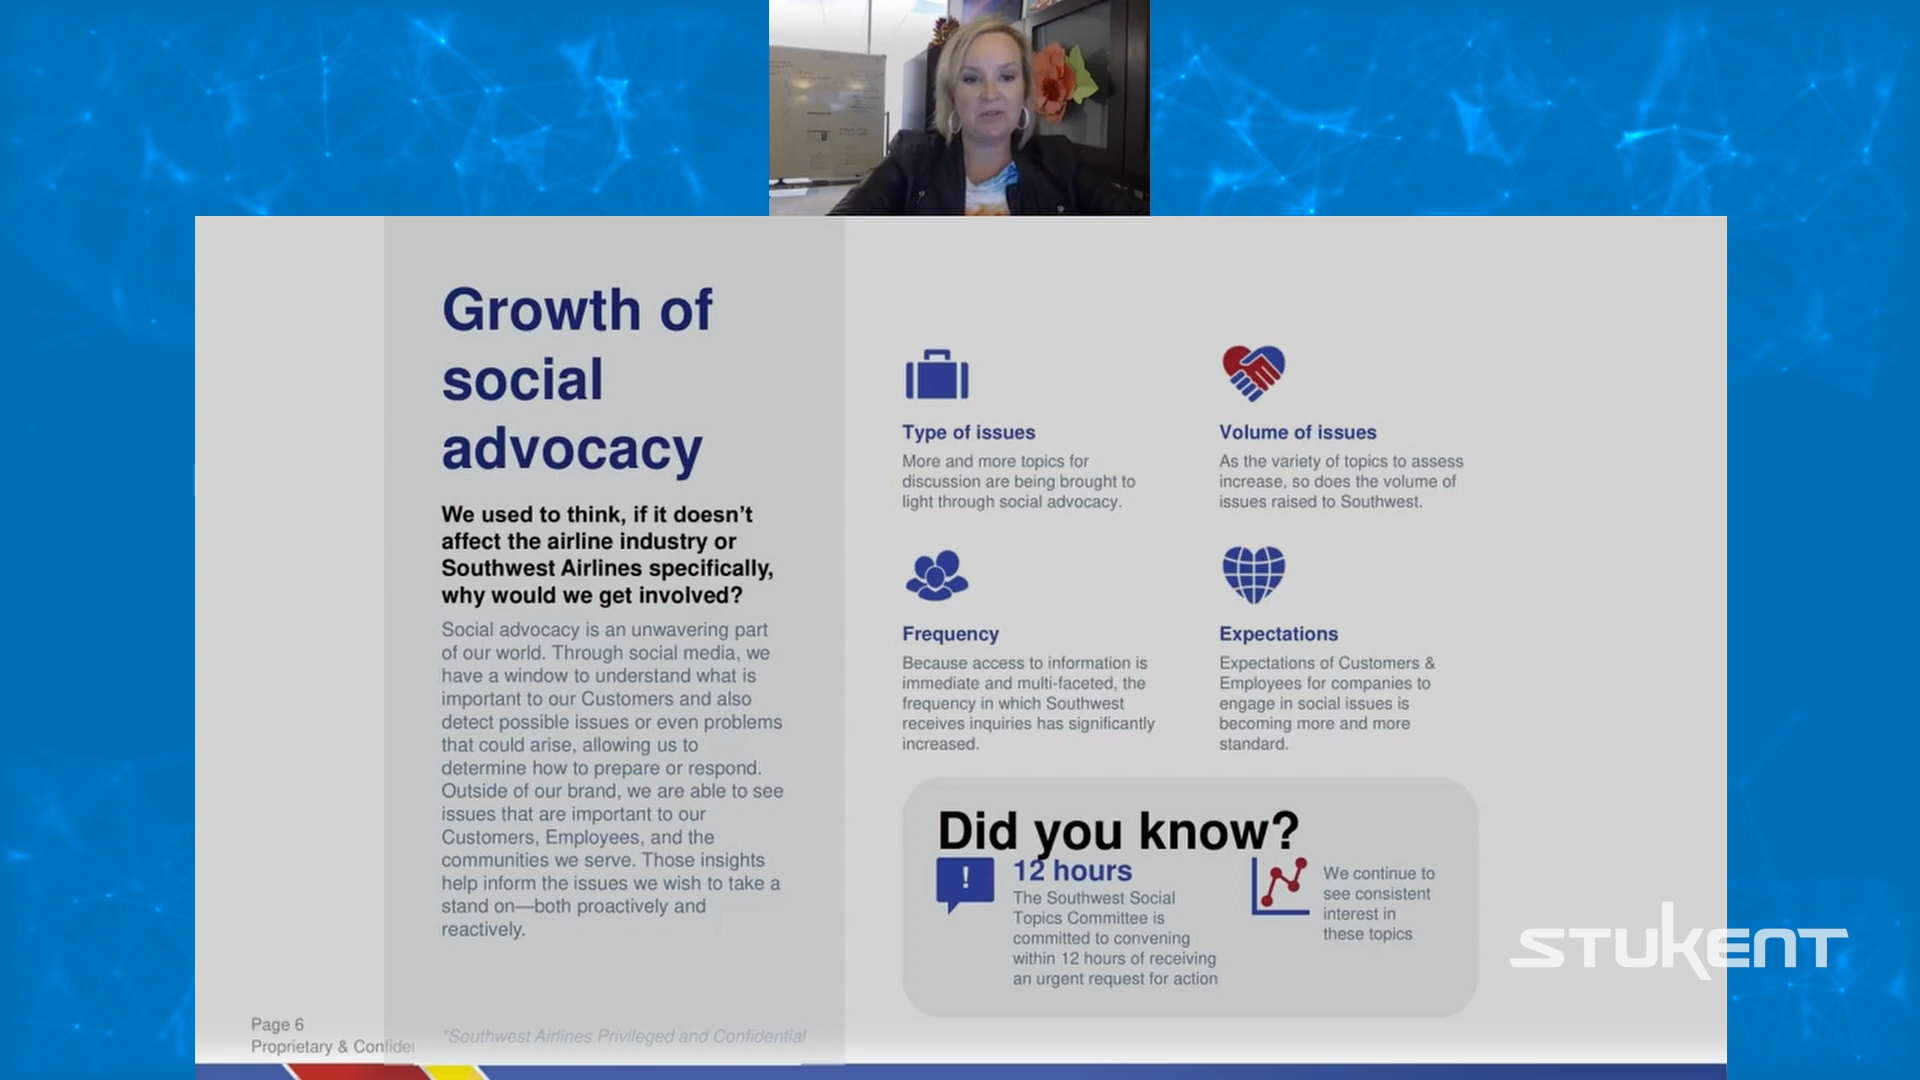 Growth of
social
advocacy
We used to think, if it doesn’t
affect the airline industry or
Southwest Airlines specifically,
why would we get involved?
Social advocacy is an unwavering part
of our world. Through social media, we
have a window to understand what is
important to our Customers and also
detect possible issues or even problems
that could arise, allowing us to
determine how to prepare or respond.
Outside of our brand, we are able to see
issues that are important to our
Customers, Employees, and the
communities we serve. Those insights
help inform the issues we wish to take a
stand on—both proactively and
reactively.
Type of issues
More and more topics for
discussion are being brought to
light through social advocacy.
Volume of issues
As the variety of topics to assess
increase, so does the volume of
issues raised to Southwest.
Frequency
Because access to information is
immediate and multi-faceted, the
frequency in which Southwest
receives inquiries has significantly
increased.
Expectations
Expectations of Customers &
Employees for companies to
engage in social issues is
becoming more and more
standard.
Did you know?
12 hours
The Southwest Social
Topics Committee is
committed to convening
within 12 hours of receiving
an urgent request for action
We continue to
see consistent
interest in
these topics
STUKENT
Page 6
Proprietary & Confider
*Southwest Airlines Privileged and Confidential